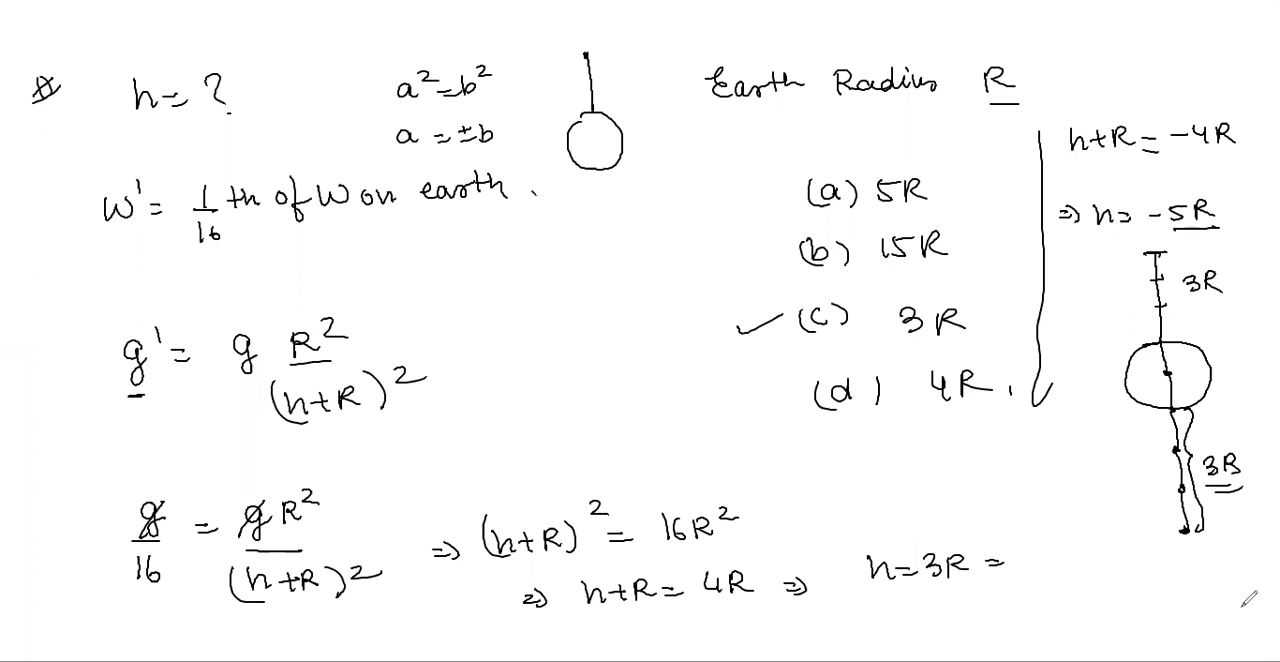 h = ?
a² = b²
a = ±b
W' = 1/16 th of W on earth.
g' = g R²/(h+R)²
g/16 = gR²/(h+R)² ⇒ (h+R)² = 16R²
⇒ h+R = 4R ⇒ h = 3R =
Earth Radius R
(a) 5R
(b) 15R
✓ (c) 3R
(d) 4R.
h+R = -4R
⇒ h = -5R
3R
3R